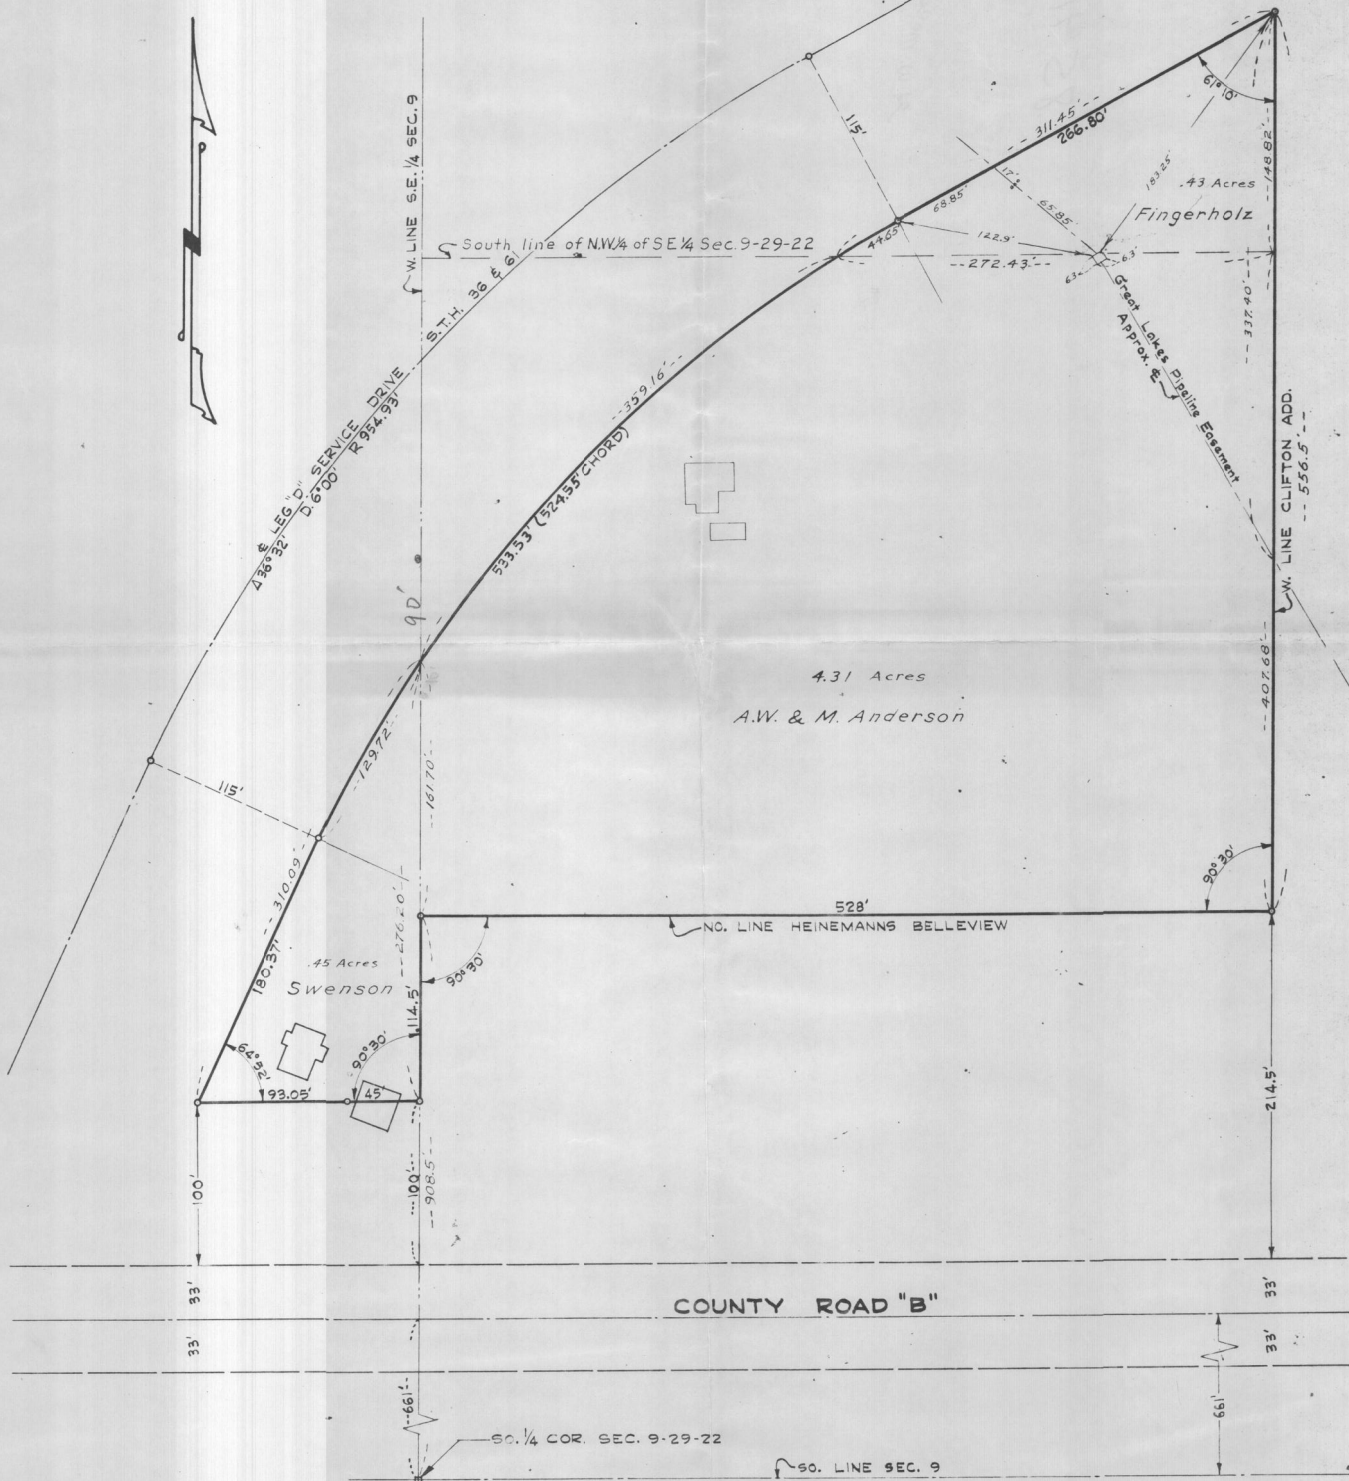 W. LINE S.E. 1/4 SEC. 9
61°10'
115'
311.45'
266.80'
148.82'
17'±
183.25'
.43 Acres
Fingerholz
65.85'
68.85'
South line of N.W.1/4 of SE 1/4 Sec. 9-29-22
44.65'
122.9'
--272.43'--
63'
63'
S.T.H. 36 & 6
--337.40'--
Great Lakes Pipeline Easement
Approx. ℄
℄ LEG "D" SERVICE DRIVE
Δ 36°32' D. 6°00' R 954.93'
--359.16'--
533.53' (524.55' CHORD)
W. LINE CLIFTON ADD.
--556.5'--
90'
4.31 Acres
A.W. & M. Anderson
--407.68'--
129.72'
--161.70'--
115'
90°30'
--310.09'--
180.37'
528'
NO. LINE HEINEMANNS BELLEVIEW
--276.20'--
.45 Acres
Swenson
90°30'
114.5'
64°52'
90°30'
93.05'
45'
100'
--100'--
--908.5'--
214.5'
33'
33'
COUNTY ROAD "B"
33'
33'
--661'--
661'
SO. 1/4 COR. SEC. 9-29-22
SO. LINE SEC. 9